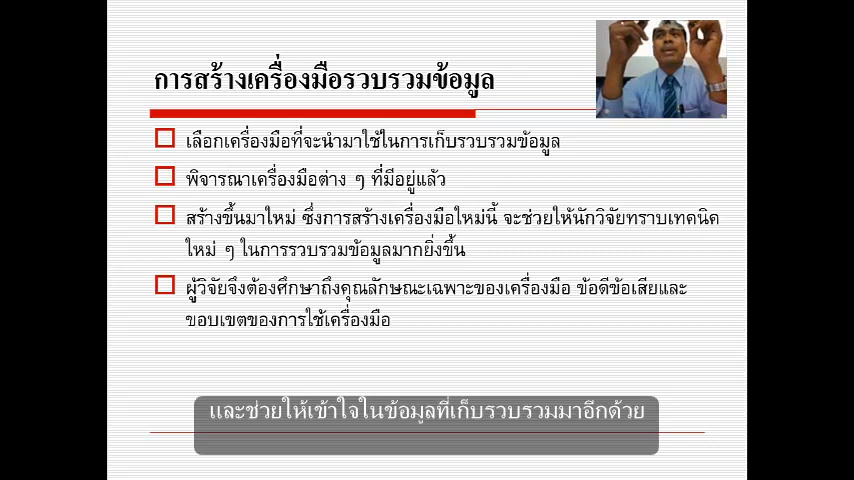 การสร้างเครื่องมือรวบรวมข้อมูล
เลือกเครื่องมือที่จะนำมาใช้ในการเก็บรวบรวมข้อมูล
พิจารณาเครื่องมือต่าง ๆ ที่มีอยู่แล้ว
สร้างขึ้นมาใหม่ ซึ่งการสร้างเครื่องมือใหม่นี้ จะช่วยให้นักวิจัยทราบเทคนิค
ใหม่ ๆ ในการรวบรวมข้อมูลมากยิ่งขึ้น
ผู้วิจัยจึงต้องศึกษาถึงคุณลักษณะเฉพาะของเครื่องมือ ข้อดีข้อเสียและ
ขอบเขตของการใช้เครื่องมือ
และช่วยให้เข้าใจในข้อมูลที่เก็บรวบรวมมาอีกด้วย